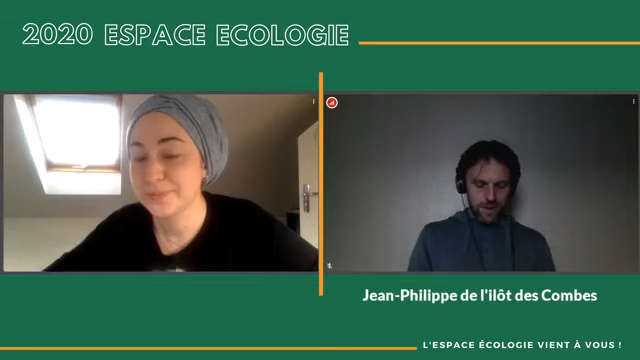 2020 ESPACE ECOLOGIE
Jean-Philippe de l'ilôt des Combes
L'ESPACE ÉCOLOGIE VIENT À VOUS !